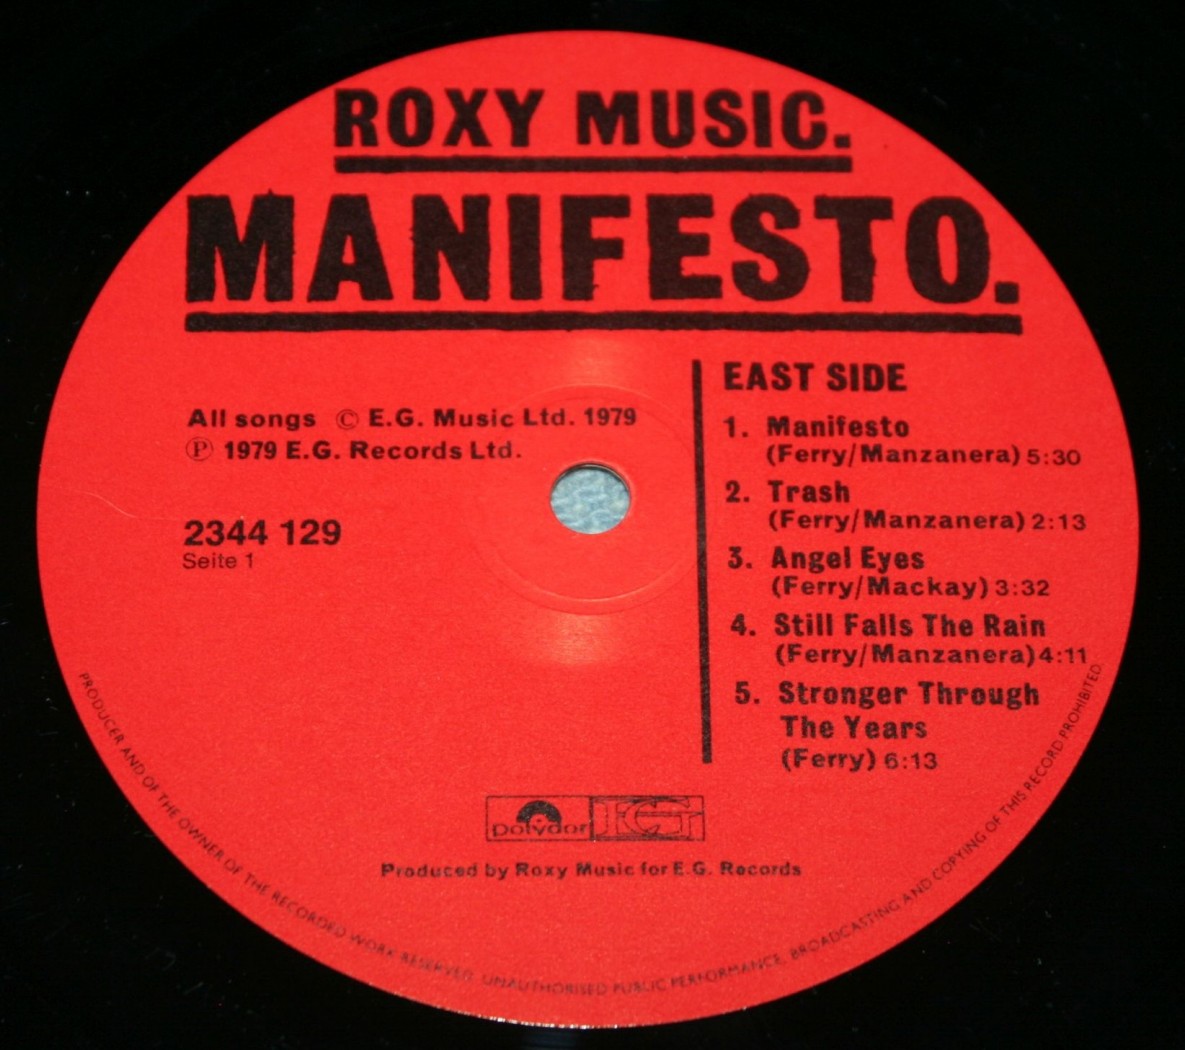 ROXY MUSIC.
MANIFESTO.
All songs © E.G. Music Ltd. 1979
℗ 1979 E.G. Records Ltd.
2344 129
Seite 1
EAST SIDE
1. Manifesto
(Ferry/Manzanera) 5:30
2. Trash
(Ferry/Manzanera) 2:13
3. Angel Eyes
(Ferry/Mackay) 3:32
4. Still Falls The Rain
(Ferry/Manzanera) 4:11
5. Stronger Through
The Years
(Ferry) 6:13
Polydor EG
Produced by Roxy Music for E.G. Records
PRODUCER AND OF THE OWNER OF THE RECORDED WORK RESERVED. UNAUTHORISED PUBLIC PERFORMANCE, BROADCASTING AND COPYING OF THIS RECORD PROHIBITED